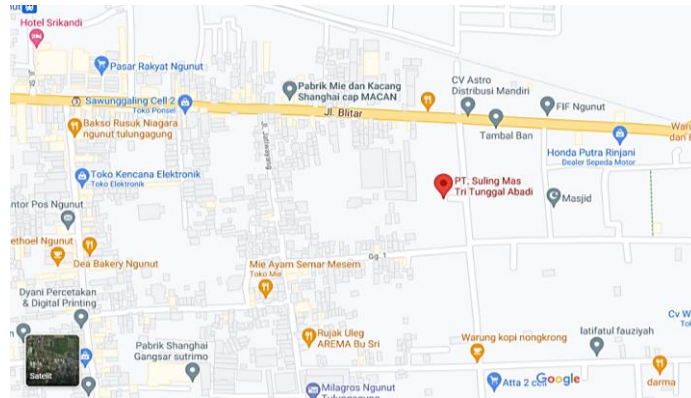 Hotel Srikandi
Pasar Rakyat Ngunut
Sawunggaling Cell 2
Toko Ponsel
Pabrik Mie dan Kacang
Shanghai cap MACAN
CV Astro
Distribusi Mandiri
FIF Ngunut
Jl. Blitar
Tambal Ban
Bakso Rusuk Niagara
ngunut tulungagung
Honda Putra Rinjani
Dealer Sepeda Motor
Toko Kencana Elektronik
Toko Elektronik
PT. Suling Mas
Tri Tunggal Abadi
Masjid
ntor Pos Ngunut
ethoel Ngunut
Dea Bakery Ngunut
Gg. 1
Mie Ayam Semar Mesem
Toko Mie
Dyani Percetakan
& Digital Printing
Rujak Uleg
AREMA Bu Sri
Warung kopi nongkrong
latifatul fauziyah
Cv W
Pabrik Shanghai
Gangsar sutrimo
Satelit
Milagros Ngunut
Atta 2 cell
Google
darma